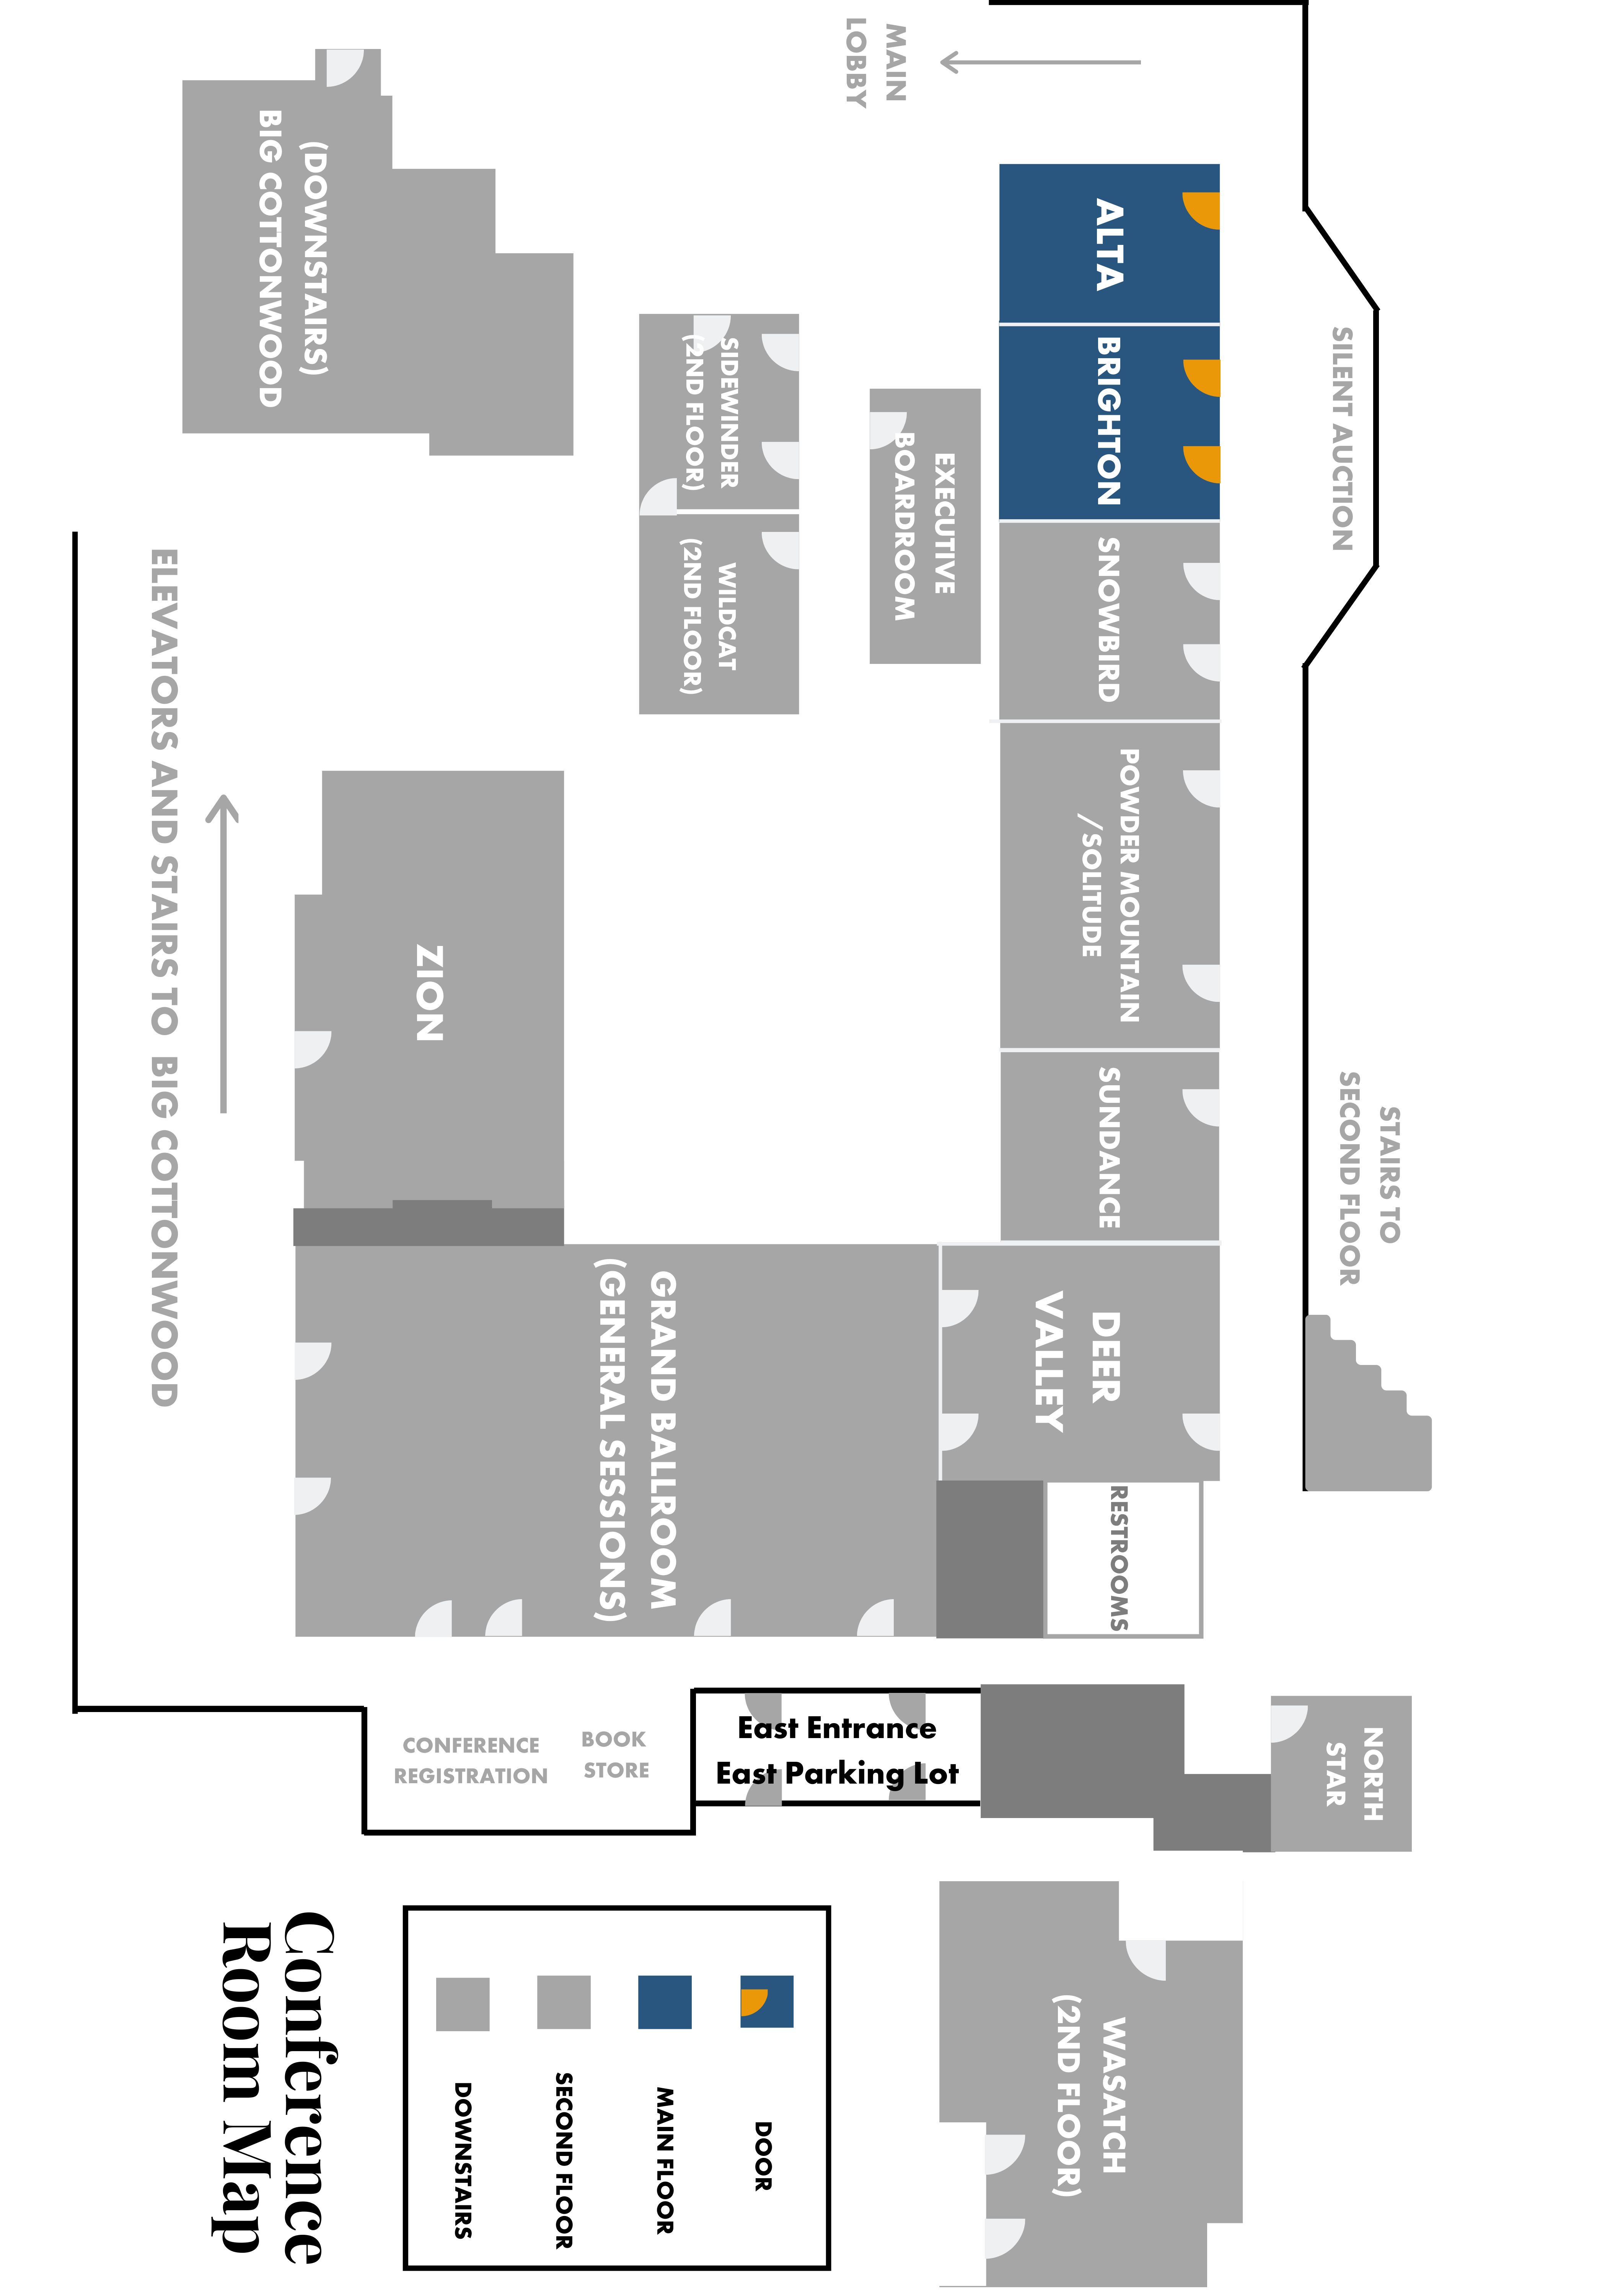 STAIRS TO
SECOND FLOOR
SILENT AUCTION
MAIN
LOBBY
ALTA
BRIGHTON
SNOWBIRD
POWDER MOUNTAIN
/SOLITUDE
SUNDANCE
DEER
VALLEY
RESTROOMS
NORTH
STAR
EXECUTIVE
BOARDROOM
SIDEWINDER
(2ND FLOOR)
WILDCAT
(2ND FLOOR)
(DOWNSTAIRS)
BIG COTTONWOOD
ZION
GRAND BALLROOM
(GENERAL SESSIONS)
ELEVATORS AND STAIRS TO BIG COTTONWOOD
East Entrance
East Parking Lot
BOOK
STORE
CONFERENCE
REGISTRATION
WASATCH
(2ND FLOOR)
DOOR
MAIN FLOOR
SECOND FLOOR
DOWNSTAIRS
Conference
Room Map